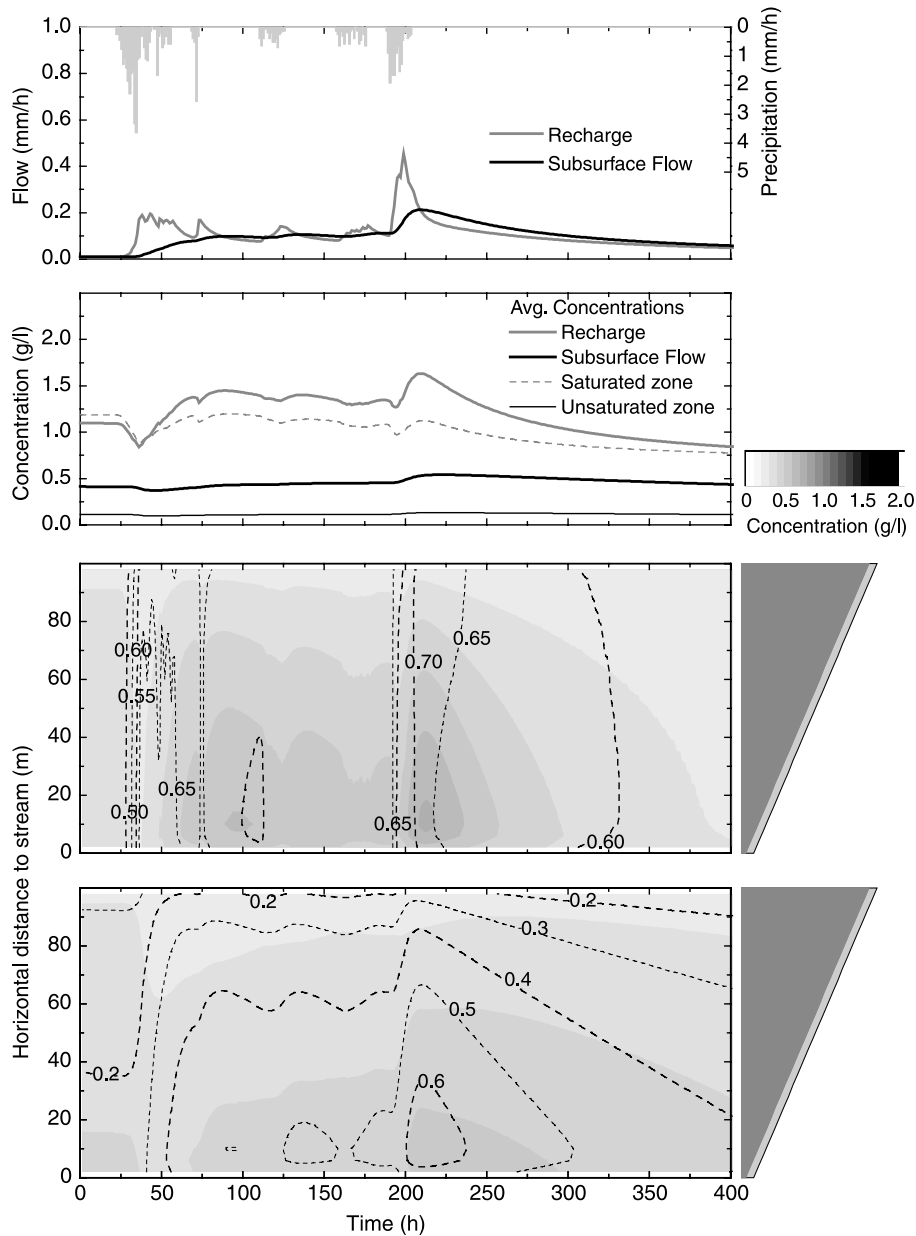 1.0
0.8
0.6
0.4
0.2
0.0
Flow (mm/h)
0
1
2
3
4
5
Precipitation (mm/h)
Recharge
Subsurface Flow
2.0
1.5
1.0
0.5
0.0
Concentration (g/l)
Avg. Concentrations
Recharge
Subsurface Flow
Saturated zone
Unsaturated zone
0 0.5 1.0 1.5 2.0
Concentration (g/l)
80
60
40
20
0
0.60
0.55
0.50
0.65
0.70
0.65
0.65
0.60
Horizontal distance to stream (m)
100
80
60
40
20
0
0.2
0.2
0.2
0.3
0.4
0.5
0.6
0 50 100 150 200 250 300 350 400
Time (h)